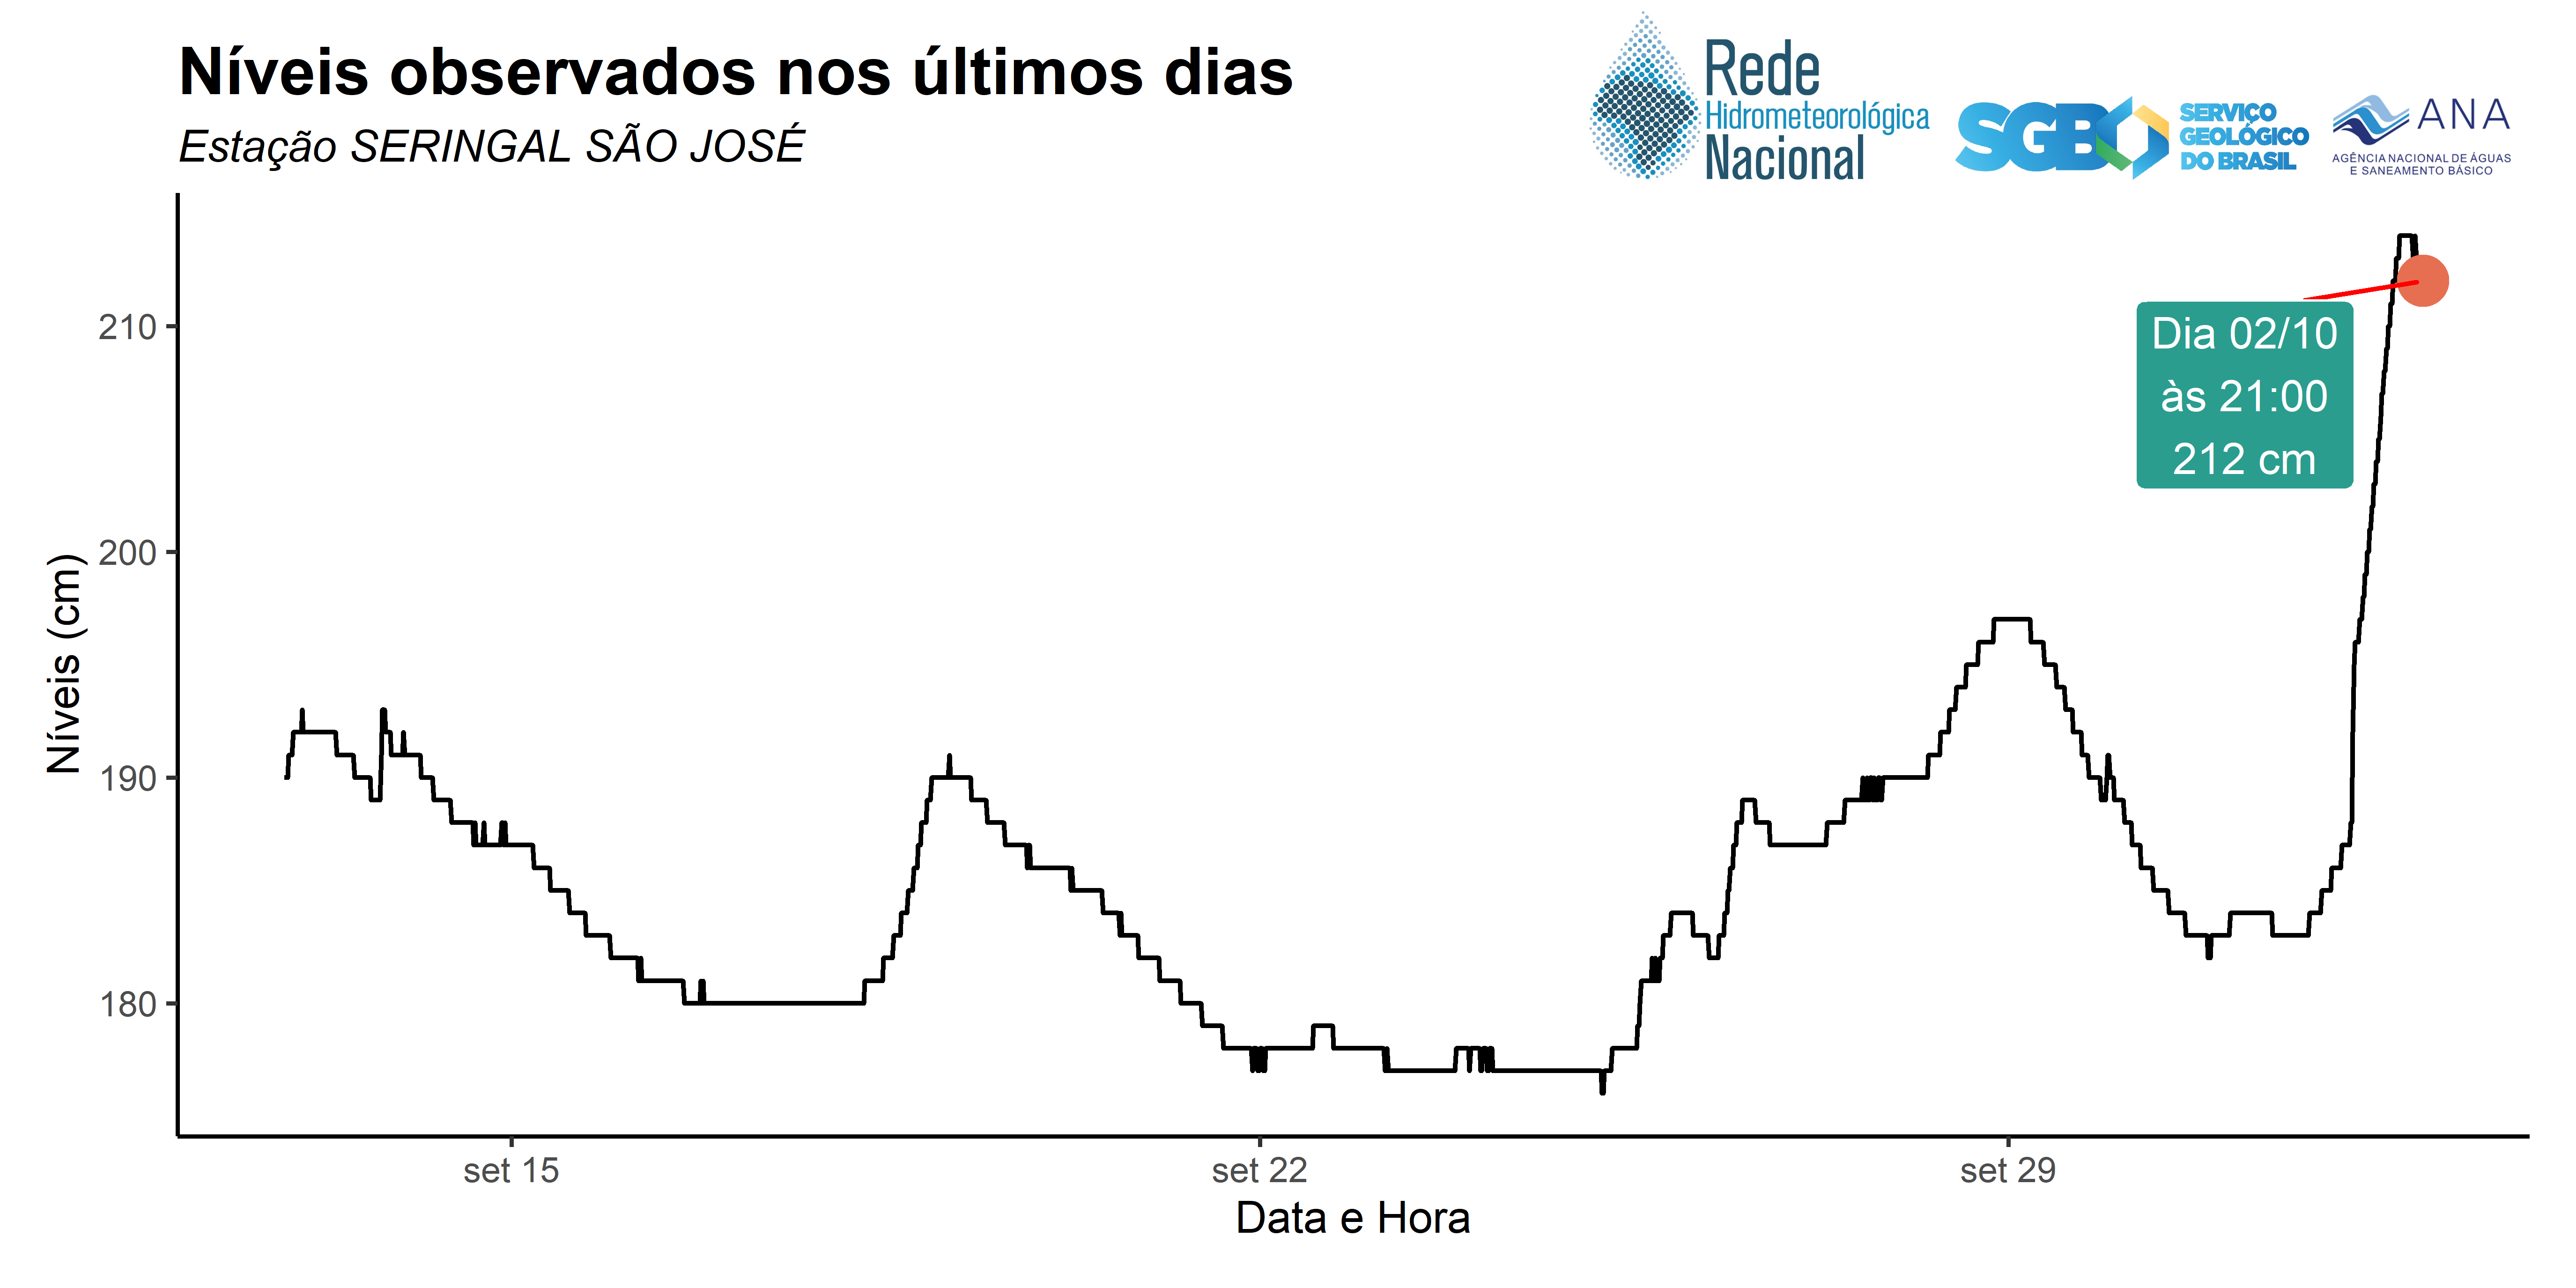 Níveis observados nos últimos dias
Estação SERINGAL SÃO JOSÉ
Rede
Hidrometeorológica
Nacional
SGB
SERVIÇO
GEOLÓGICO
DO BRASIL
ANA
AGÊNCIA NACIONAL DE ÁGUAS
E SANEAMENTO BÁSICO
Níveis (cm)
210
200
190
180
Dia 02/10
às 21:00
212 cm
set 15
set 22
set 29
Data e Hora